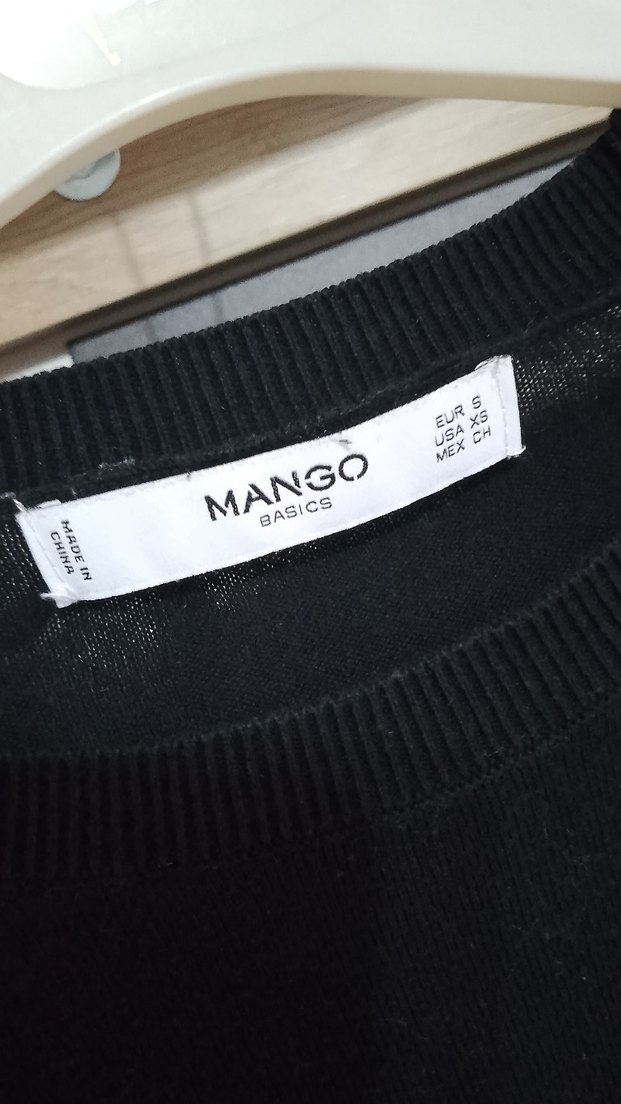 MANGO
BASICS
EUR S
USA XS
MEX CH
MADE IN
CHINA